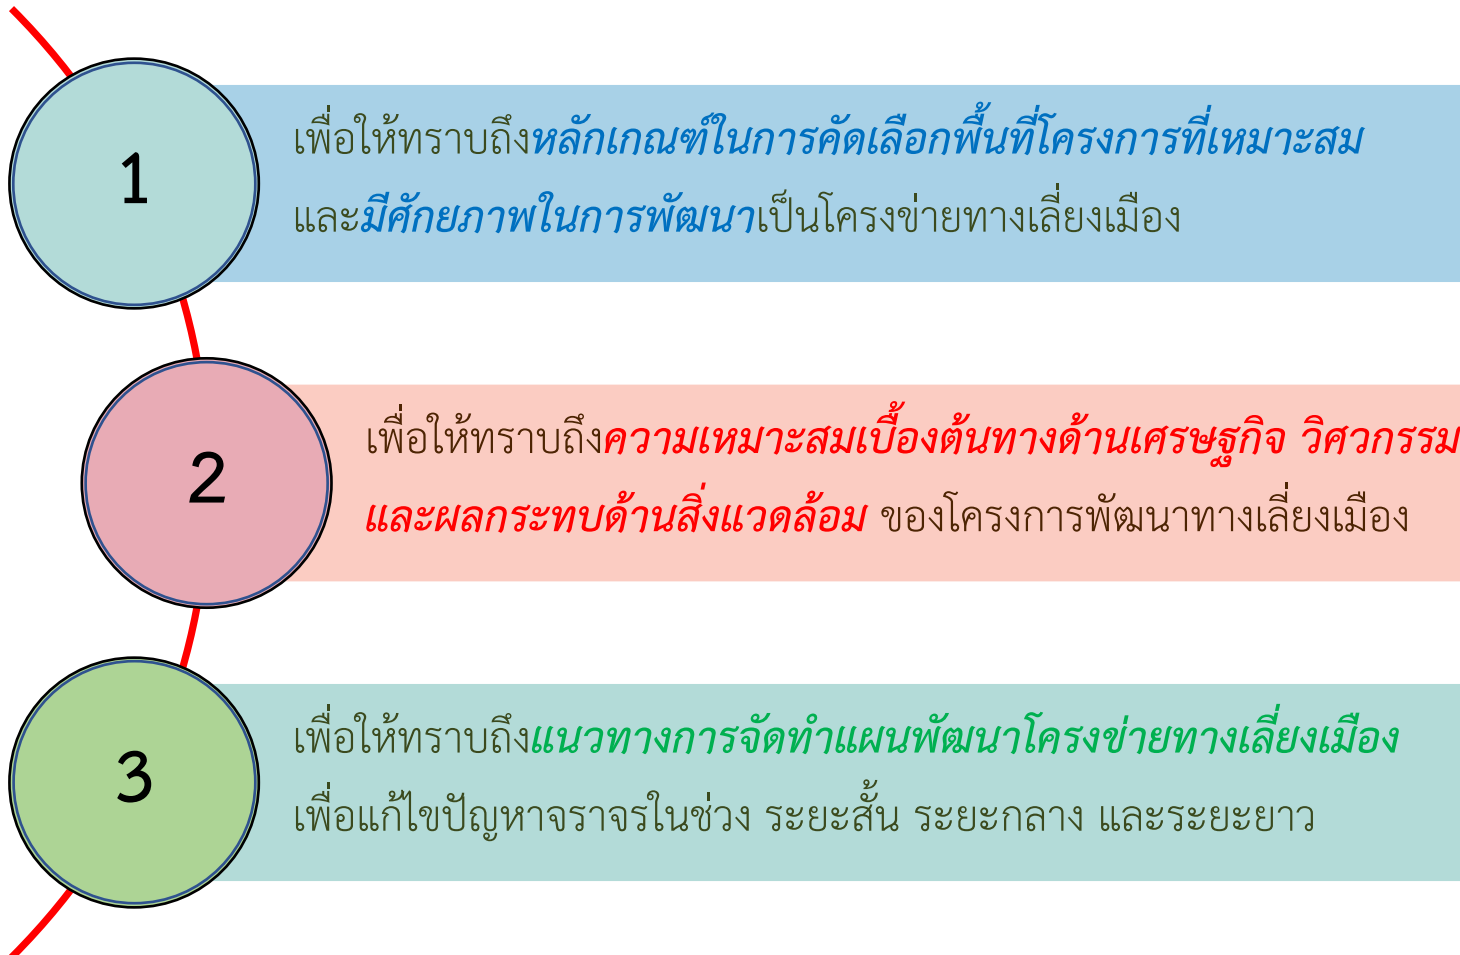 1
เพื่อให้ทราบถึงหลักเกณฑ์ในการคัดเลือกพื้นที่โครงการที่เหมาะสม
และมีศักยภาพในการพัฒนาเป็นโครงข่ายทางเลี่ยงเมือง
2
เพื่อให้ทราบถึงความเหมาะสมเบื้องต้นทางด้านเศรษฐกิจ วิศวกรรม
และผลกระทบด้านสิ่งแวดล้อม ของโครงการพัฒนาทางเลี่ยงเมือง
3
เพื่อให้ทราบถึงแนวทางการจัดทำแผนพัฒนาโครงข่ายทางเลี่ยงเมือง
เพื่อแก้ไขปัญหาจราจรในช่วง ระยะสั้น ระยะกลาง และระยะยาว